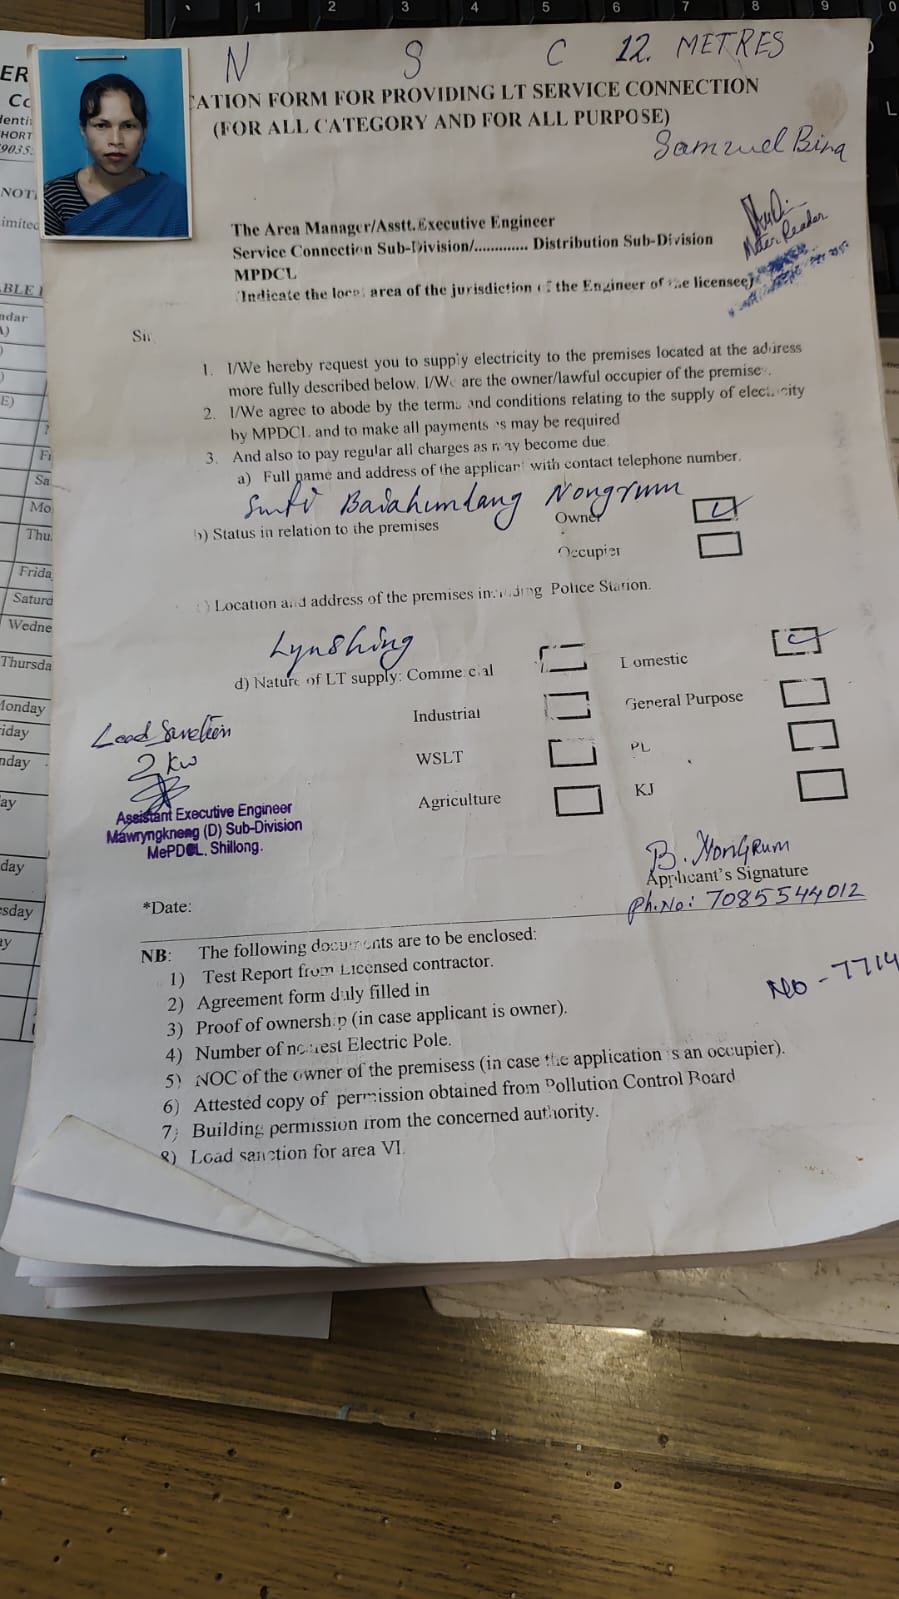 N S C 12. METRES
ATION FORM FOR PROVIDING LT SERVICE CONNECTION
(FOR ALL CATEGORY AND FOR ALL PURPOSE)
Samuel Bina
The Area Manager/Asstt.Executive Engineer
Service Connection Sub-Division/............. Distribution Sub-Division
MPDCL
(Indicate the local area of the jurisdiction of the Engineer of the licensee)
Meter Reader
Sir
1. I/We hereby request you to supply electricity to the premises located at the address
more fully described below. I/We are the owner/lawful occupier of the premise.
2. I/We agree to abode by the terms and conditions relating to the supply of electricity
by MPDCL and to make all payments as may be required
3. And also to pay regular all charges as may become due.
a) Full name and address of the applicant with contact telephone number.
Smti Baiahunlang Nongrum
b) Status in relation to the premises Owner
Occupier
c) Location and address of the premises including Police Station.
Lynshing
d) Nature of LT supply: Commercial Domestic
Industrial General Purpose
WSLT PL
Agriculture KJ
Load Sanction
2 KW
Assistant Executive Engineer
Mawryngkneng (D) Sub-Division
MePDCL, Shillong.
B. Nongrum
Applicant's Signature
Ph.No: 7085544012
*Date:
NB: The following documents are to be enclosed:
1) Test Report from Licensed contractor.
2) Agreement form duly filled in
3) Proof of ownership (in case applicant is owner).
4) Number of nearest Electric Pole.
5) NOC of the owner of the premisess (in case the application is an occupier).
6) Attested copy of permission obtained from Pollution Control Board
7) Building permission from the concerned authority.
8) Load sanction for area VI.
No - 7714